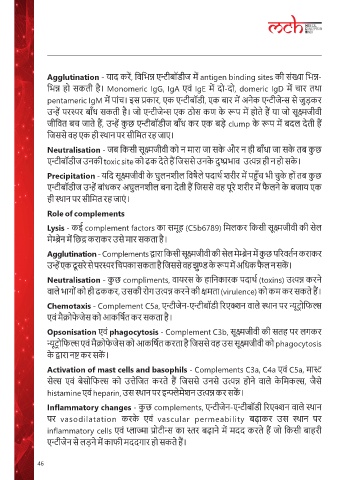 mch
Agglutination - याद करें, विभिन्न एन्टीबॉडीज में antigen binding sites की संख्या भिन्न-
भिन्न हो सकती है। Monomeric IgG, IgA एवं IgE में दो-दो, domeric IgD में चार तथा
pentameric IgM में पांच। इस प्रकार, एक एन्टीबॉडी, एक बार में अनेक एन्टीजेन्स से जुड़कर
उन्हें परस्पर बाँध सकती है। जो एन्टीजेन्स एक ठोस कण के रूप में होते हैं या जो सूक्ष्मजीवी
जीवित बच जाते हैं, उन्हें कुछ एन्टीबॉडीज बाँध कर एक बड़े clump के रूप में बदल देती हैं
जिससे वह एक ही स्थान पर सीमित रह जाए।
Neutralisation - जब किसी सूक्ष्मजीवी को न मारा जा सके और न ही बाँधा जा सके तब कुछ
एन्टीबॉडीज उनकी toxic site को ढक देते हैं जिससे उनके दुष्प्रभाव उत्पन्न ही न हो सके।
Precipitation - यदि सूक्ष्मजीवी के घुलनशील विषैले पदार्थ शरीर में पहुँच भी चुके हों तब कुछ
एन्टीबॉडीज उन्हें बांधकर अघुलनशील बना देती हैं जिससे वह पूरे शरीर में फैलने के बजाय एक
ही स्थान पर सीमित रह जाएं।
Role of complements
Lysis - कई complement factors का समूह (C5b6789) मिलकर किसी सूक्ष्मजीवी की सेल
मेम्ब्रेन में छिद्र कराकर उसे मार सकता है।
Agglutination - Complements द्वारा किसी सूक्ष्मजीवी की सेल मेम्ब्रेन में कुछ परिवर्तन कराकर
उन्हें एक दूसरे से परस्पर चिपका सकता है जिससे वह झुण्ड के रूप में अधिक फैल न सकें।
Neutralisation - कुछ compliments, वायरस के हानिकारक पदार्थ (toxins) उत्पन्न करने
वाले भागों को ही ढककर, उसकी रोग उत्पन्न करने की क्षमता (virulence) को कम कर सकते हैं।
Chemotaxis - Complement C5a, एन्टीजेन-एन्टीबॉडी रिएक्शन वाले स्थान पर न्यूट्रोफिल्स
एवं मैक्रोफेजेस को आकर्षित कर सकता है।
Opsonisation एवं phagocytosis - Complement C3b, सूक्ष्मजीवी की सतह पर लगकर
न्यूट्रोफिल्स एवं मैक्रोफेजेस को आकर्षित करता है जिससे वह उस सूक्ष्मजीवी को phagocytosis
के द्वारा नष्ट कर सकें।
Activation of mast cells and basophils - Complements C3a, C4a एवं C5a, मास्ट
सेल्स एवं बेसोफिल्स को उत्तेजित करते हैं जिससे उनसे उत्पन्न होने वाले केमिकल्स, जैसे
histamine एवं heparin, उस स्थान पर इन्फ्लेमेशन उत्पन्न कर सकें।
Inflammatory changes - कुछ complements, एन्टीजेन-एन्टीबॉडी रिएक्शन वाले स्थान
पर vasodilatation करके एवं vascular permeability बढ़ाकर उस स्थान पर
inflammatory cells एवं प्लाज्मा प्रोटीन्स का स्तर बढ़ाने में मदद करते हैं जो किसी बाहरी
एन्टीजेन से लड़ने में काफी मददगार हो सकते हैं।
46